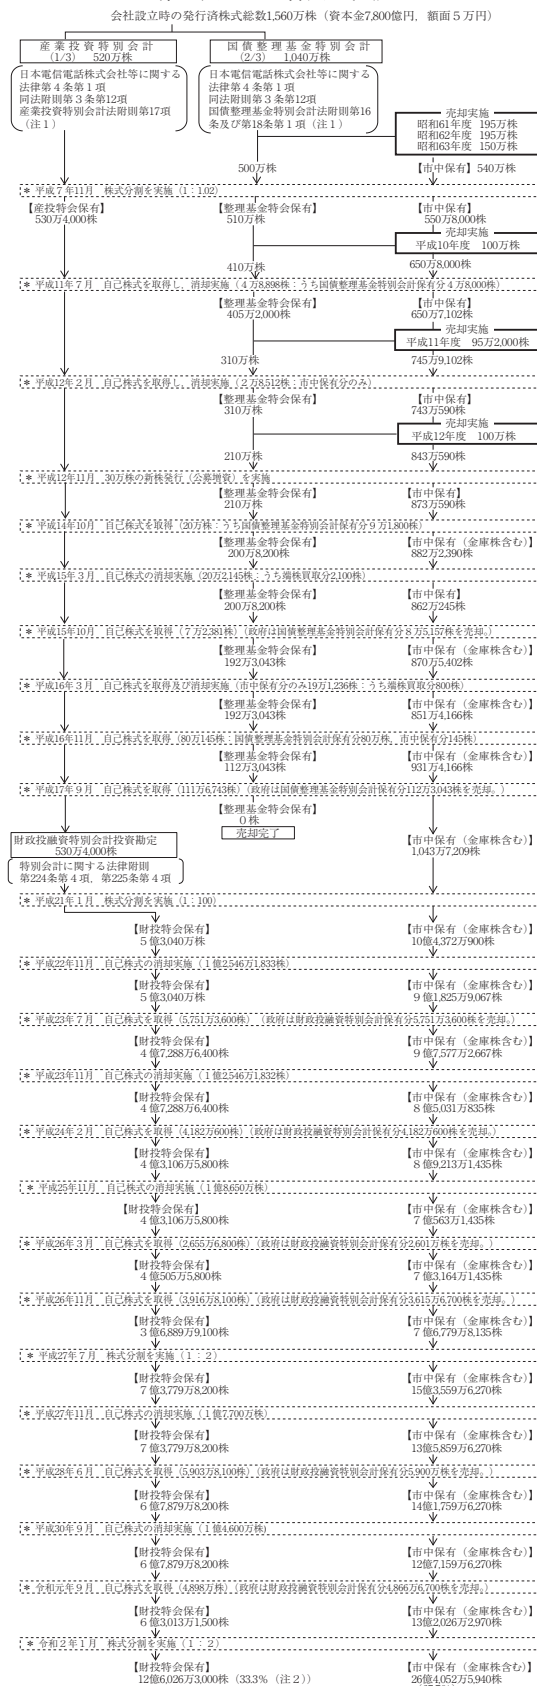 会社設立時の発行済株式総数1,560万株（資本金7,800億円，額面５万円）
産業投資特別会計
（1/3） 520万株
国債整理基金特別会計
（2/3） 1,040万株
日本電信電話株式会社等に関する
法律第４条第１項
同法附則第３条第12項
産業投資特別会計法附則第17項
（注１）
日本電信電話株式会社等に関する
法律第４条第１項
同法附則第３条第12項
国債整理基金特別会計法附則第16
条及び第18条第１項（注１）
売却実施
昭和61年度 195万株
昭和62年度 195万株
昭和63年度 150万株
500万株 【市中保有】540万株
＊ 平成７年11月 株式分割を実施（1：1.02）
【産投特会保有】 【整理基金特会保有】 【市中保有】
530万4,000株 510万株 550万8,000株
売却実施
平成10年度 100万株
410万株 650万8,000株
＊ 平成11年７月 自己株式を取得し，消却実施（４万8,898株：うち国債整理基金特別会計保有分４万8,000株）
【整理基金特会保有】 【市中保有】
405万2,000株 650万7,102株
売却実施
平成11年度 95万2,000株
310万株 745万9,102株
＊ 平成12年２月 自己株式を取得し，消却実施（２万8,512株：市中保有分のみ）
【整理基金特会保有】 【市中保有】
310万株 743万590株
売却実施
平成12年度 100万株
210万株 843万590株
＊ 平成12年11月 30万株の新株発行（公募増資）を実施
【整理基金特会保有】 【市中保有】
210万株 873万590株
＊ 平成14年10月 自己株式を取得（20万株：うち国債整理基金特別会計保有分９万1,800株）
【整理基金特会保有】 【市中保有（金庫株含む）】
200万8,200株 882万2,390株
＊ 平成15年３月 自己株式の消却実施（20万2,145株：うち端株買取分2,100株）
【整理基金特会保有】 【市中保有】
200万8,200株 862万245株
＊ 平成15年10月 自己株式を取得（７万2,381株）（政府は国債整理基金特別会計保有分８万5,157株を売却。）
【整理基金特会保有】 【市中保有（金庫株含む）】
192万3,043株 870万5,402株
＊ 平成16年３月 自己株式を取得及び消却実施（市中保有分のみ19万1,236株：うち端株買取分800株）
【整理基金特会保有】 【市中保有（金庫株含む）】
192万3,043株 851万4,166株
＊ 平成16年11月 自己株式を取得（80万145株：国債整理基金特別会計保有分80万株，市中保有分145株）
【整理基金特会保有】 【市中保有（金庫株含む）】
112万3,043株 931万4,166株
＊ 平成17年９月 自己株式を取得（111万6,743株）（政府は国債整理基金特別会計保有分112万3,043株を売却。）
【整理基金特会保有】
０株
売却完了
財政投融資特別会計投資勘定
530万4,000株
【市中保有（金庫株含む）】
1,043万7,209株
特別会計に関する法律附則
第224条第４項，第225条第４項
＊ 平成21年１月 株式分割を実施（1：100）
【財投特会保有】 【市中保有（金庫株含む）】
５億3,040万株 10億4,372万900株
＊ 平成22年11月 自己株式の消却実施（１億2,546万1,833株）
【財投特会保有】 【市中保有（金庫株含む）】
５億3,040万株 ９億1,825万9,067株
＊ 平成23年７月 自己株式を取得（5,751万3,600株）（政府は財政投融資特別会計保有分5,751万3,600株を売却。）
【財投特会保有】 【市中保有（金庫株含む）】
４億7,288万6,400株 ９億7,577万2,667株
＊ 平成23年11月 自己株式の消却実施（１億2,546万1,832株）
【財投特会保有】 【市中保有（金庫株含む）】
４億7,288万6,400株 ８億5,031万835株
＊ 平成24年２月 自己株式を取得（4,182万600株）（政府は財政投融資特別会計保有分4,182万600株を売却。）
【財投特会保有】 【市中保有（金庫株含む）】
４億3,106万5,800株 ８億9,213万1,435株
＊ 平成25年11月 自己株式の消却実施（１億8,650万株）
【財投特会保有】 【市中保有（金庫株含む）】
４億3,106万5,800株 ７億563万1,435株
＊ 平成26年３月 自己株式を取得（2,655万6,800株）（政府は財政投融資特別会計保有分2,601万株を売却。）
【財投特会保有】 【市中保有（金庫株含む）】
４億505万5,800株 ７億3,164万1,435株
＊ 平成26年11月 自己株式を取得（3,916万8,100株）（政府は財政投融資特別会計保有分3,615万6,700株を売却。）
【財投特会保有】 【市中保有（金庫株含む）】
３億6,889万9,100株 ７億6,779万8,135株
＊ 平成27年７月 株式分割を実施（１：２）
【財投特会保有】 【市中保有（金庫株含む）】
７億3,779万8,200株 15億3,559万6,270株
＊ 平成27年11月 自己株式の消却実施（１億7,700万株）
【財投特会保有】 【市中保有（金庫株含む）】
７億3,779万8,200株 13億5,859万6,270株
＊ 平成28年６月 自己株式を取得（5,903万8,100株）（政府は財政投融資特別会計保有分5,900万株を売却。）
【財投特会保有】 【市中保有（金庫株含む）】
６億7,879万8,200株 14億1,759万6,270株
＊ 平成30年９月 自己株式の消却実施（１億4,600万株）
【財投特会保有】 【市中保有（金庫株含む）】
６億7,879万8,200株 12億7,159万6,270株
＊ 令和元年９月 自己株式を取得（4,898万株）（政府は財政投融資特別会計保有分4,866万6,700株を売却。）
【財投特会保有】 【市中保有（金庫株含む）】
６億3,013万1,500株 13億2,026万2,970株
＊ 令和２年１月 株式分割を実施（１：２）
【財投特会保有】 【市中保有（金庫株含む）】
12億6,026万3,000株（33.3％（注２）） 26億4,052万5,940株